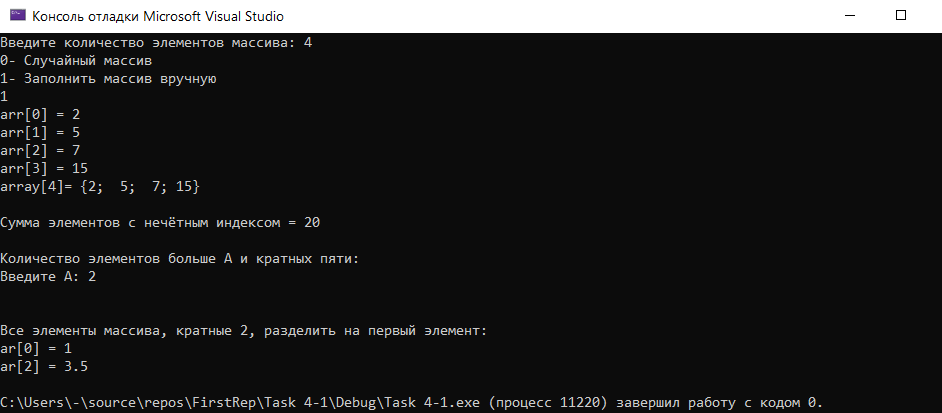 Консоль отладки Microsoft Visual Studio
Введите количество элементов массива: 4
0- Случайный массив
1- Заполнить массив вручную
1
arr[0] = 2
arr[1] = 5
arr[2] = 7
arr[3] = 15
array[4]= {2;  5;  7; 15}
Сумма элементов с нечётным индексом = 20
Количество элементов больше А и кратных пяти:
Введите А: 2
Все элементы массива, кратные 2, разделить на первый элемент:
ar[0] = 1
ar[2] = 3.5
C:\Users\-\source\repos\FirstRep\Task 4-1\Debug\Task 4-1.exe (процесс 11220) завершил работу с кодом 0.